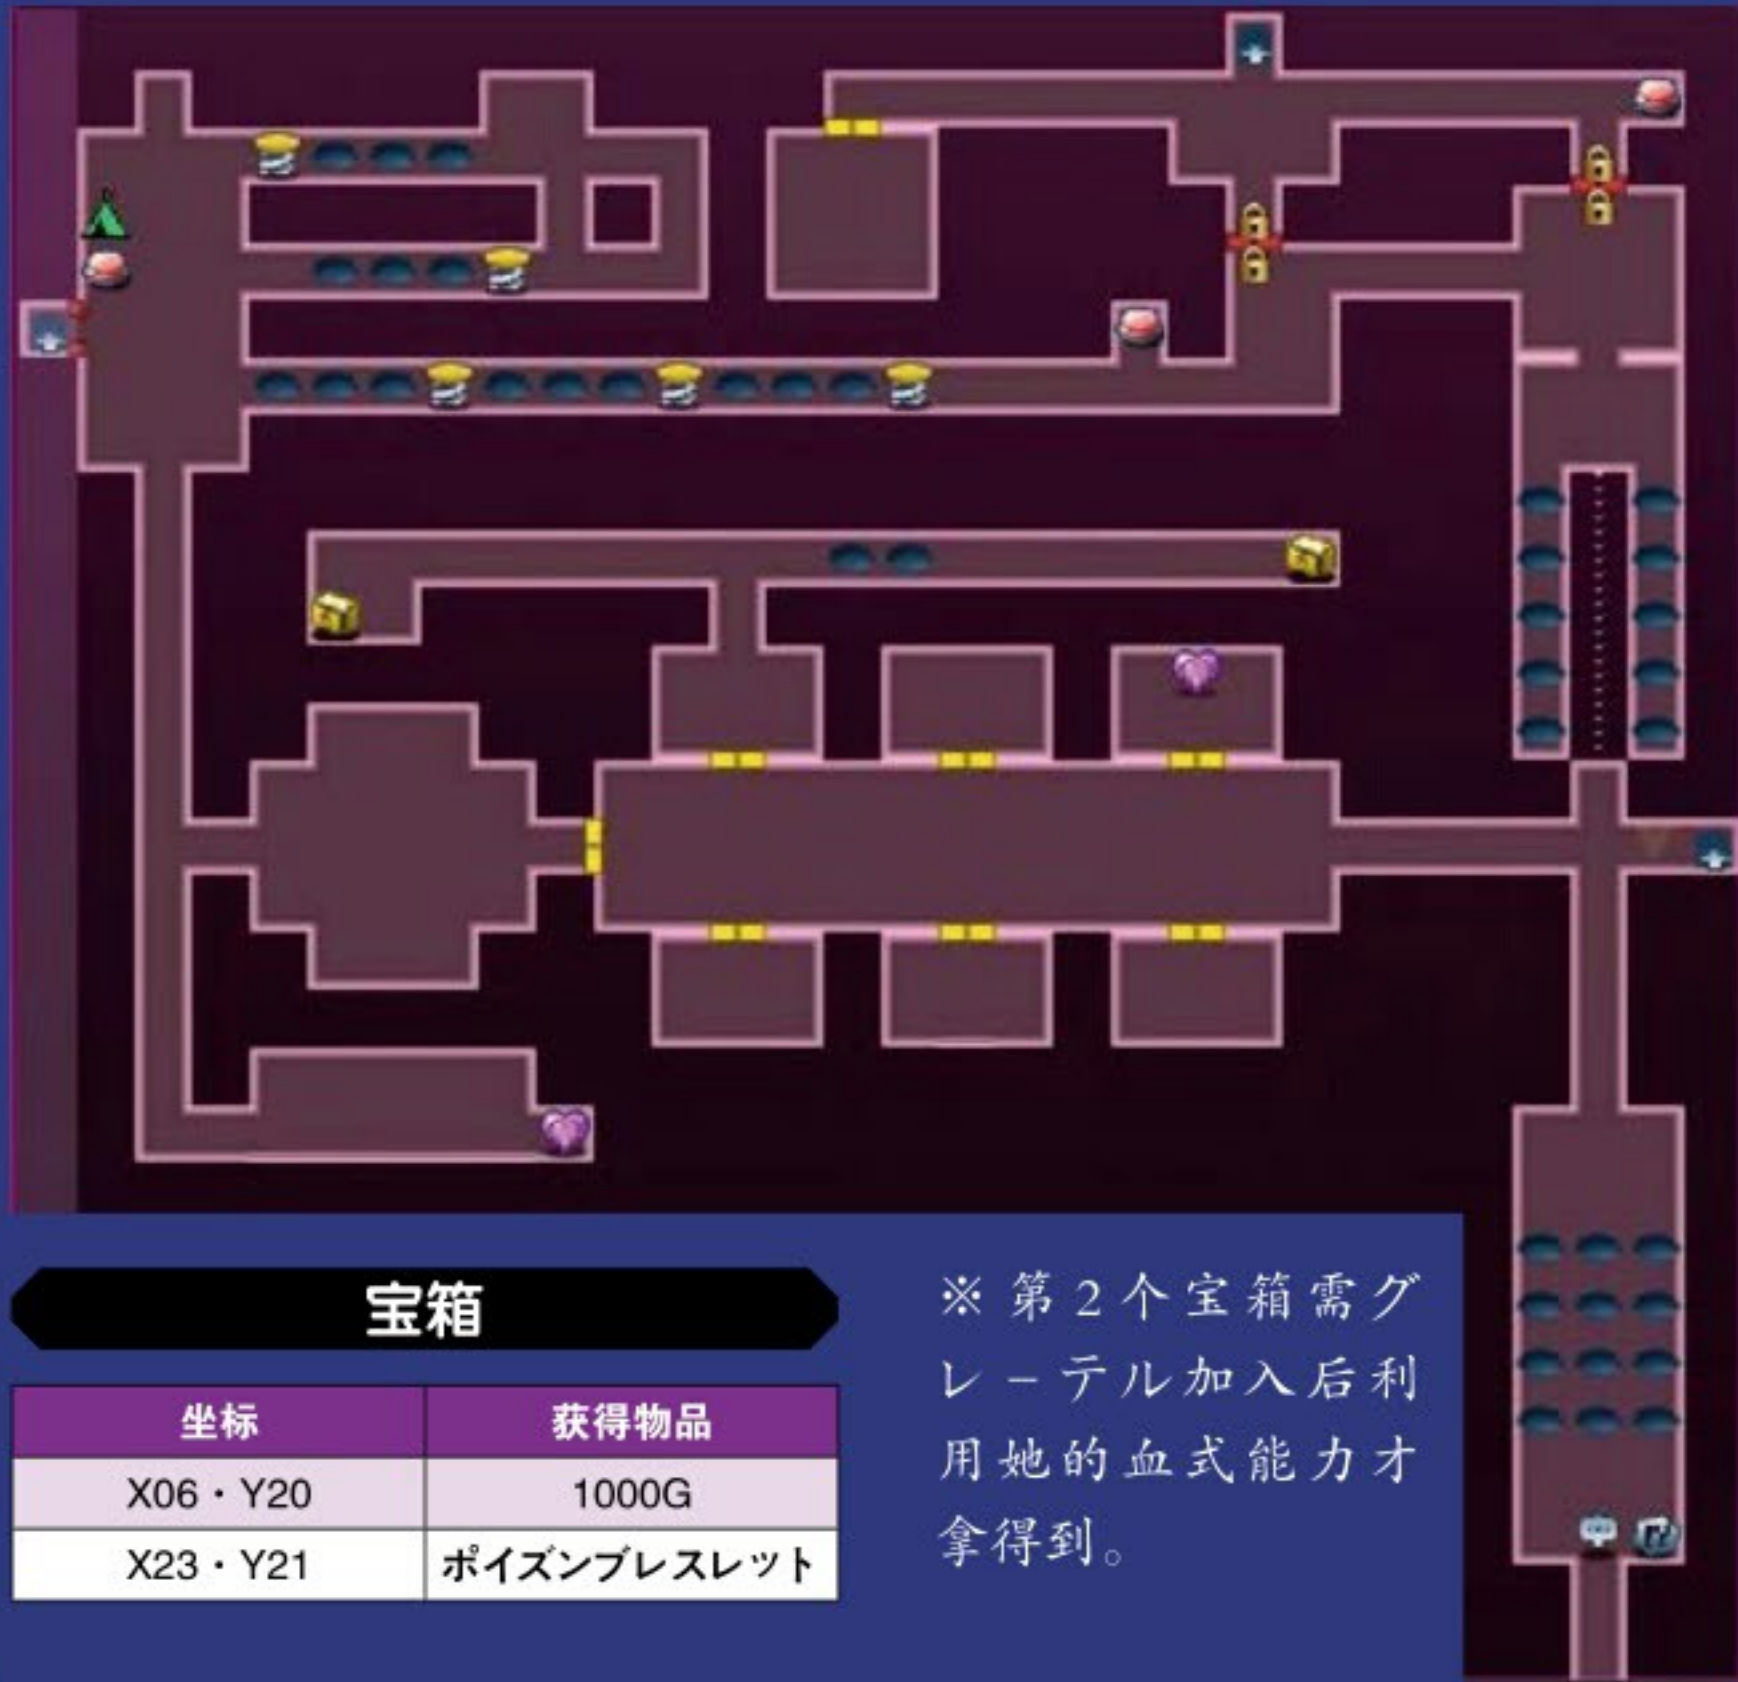 宝箱
坐标 获得物品
X06・Y20 1000G
X23・Y21 ポイズンブレスレット
※第2个宝箱需グ
レーテル加入后利
用她的血式能力才
拿得到。